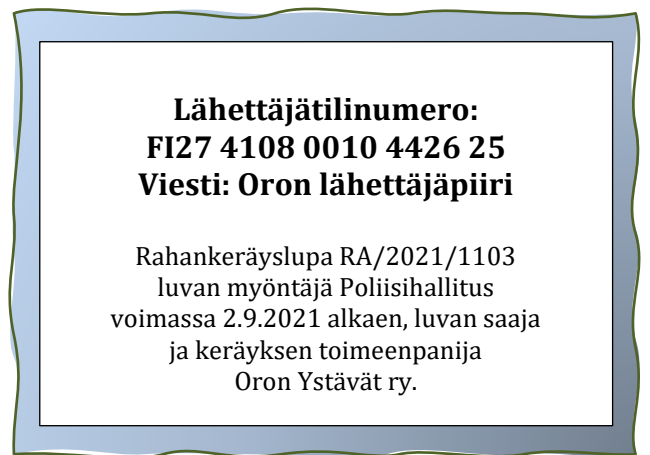 Lähettäjätilinumero:
FI27 4108 0010 4426 25
Viesti: Oron lähettäjäpiiri
Rahankeräyslupa RA/2021/1103
luvan myöntäjä Poliisihallitus
voimassa 2.9.2021 alkaen, luvan saaja
ja keräyksen toimeenpanija
Oron Ystävät ry.